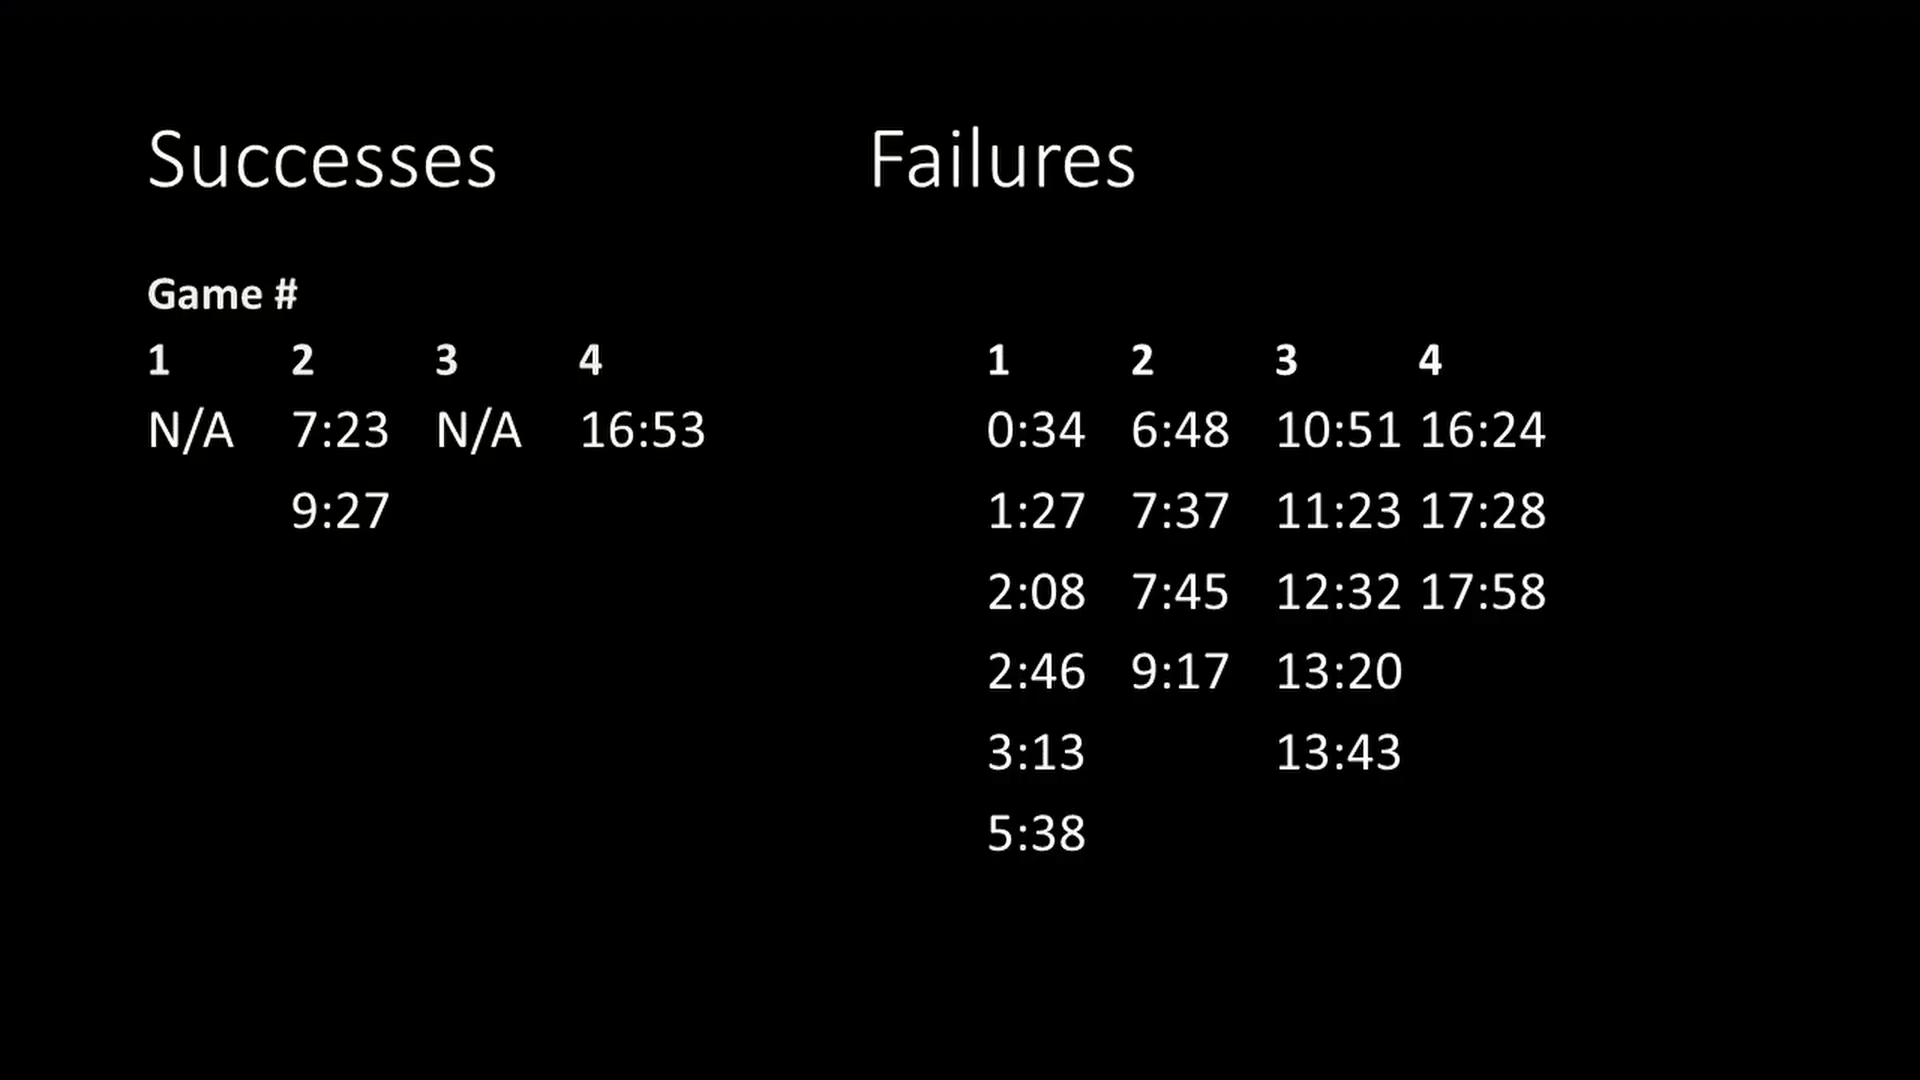 Successes Failures
Game #
1 2 3 4 1 2 3 4
N/A 7:23 N/A 16:53 0:34 6:48 10:51 16:24
9:27 1:27 7:37 11:23 17:28
2:08 7:45 12:32 17:58
2:46 9:17 13:20
3:13 13:43
5:38